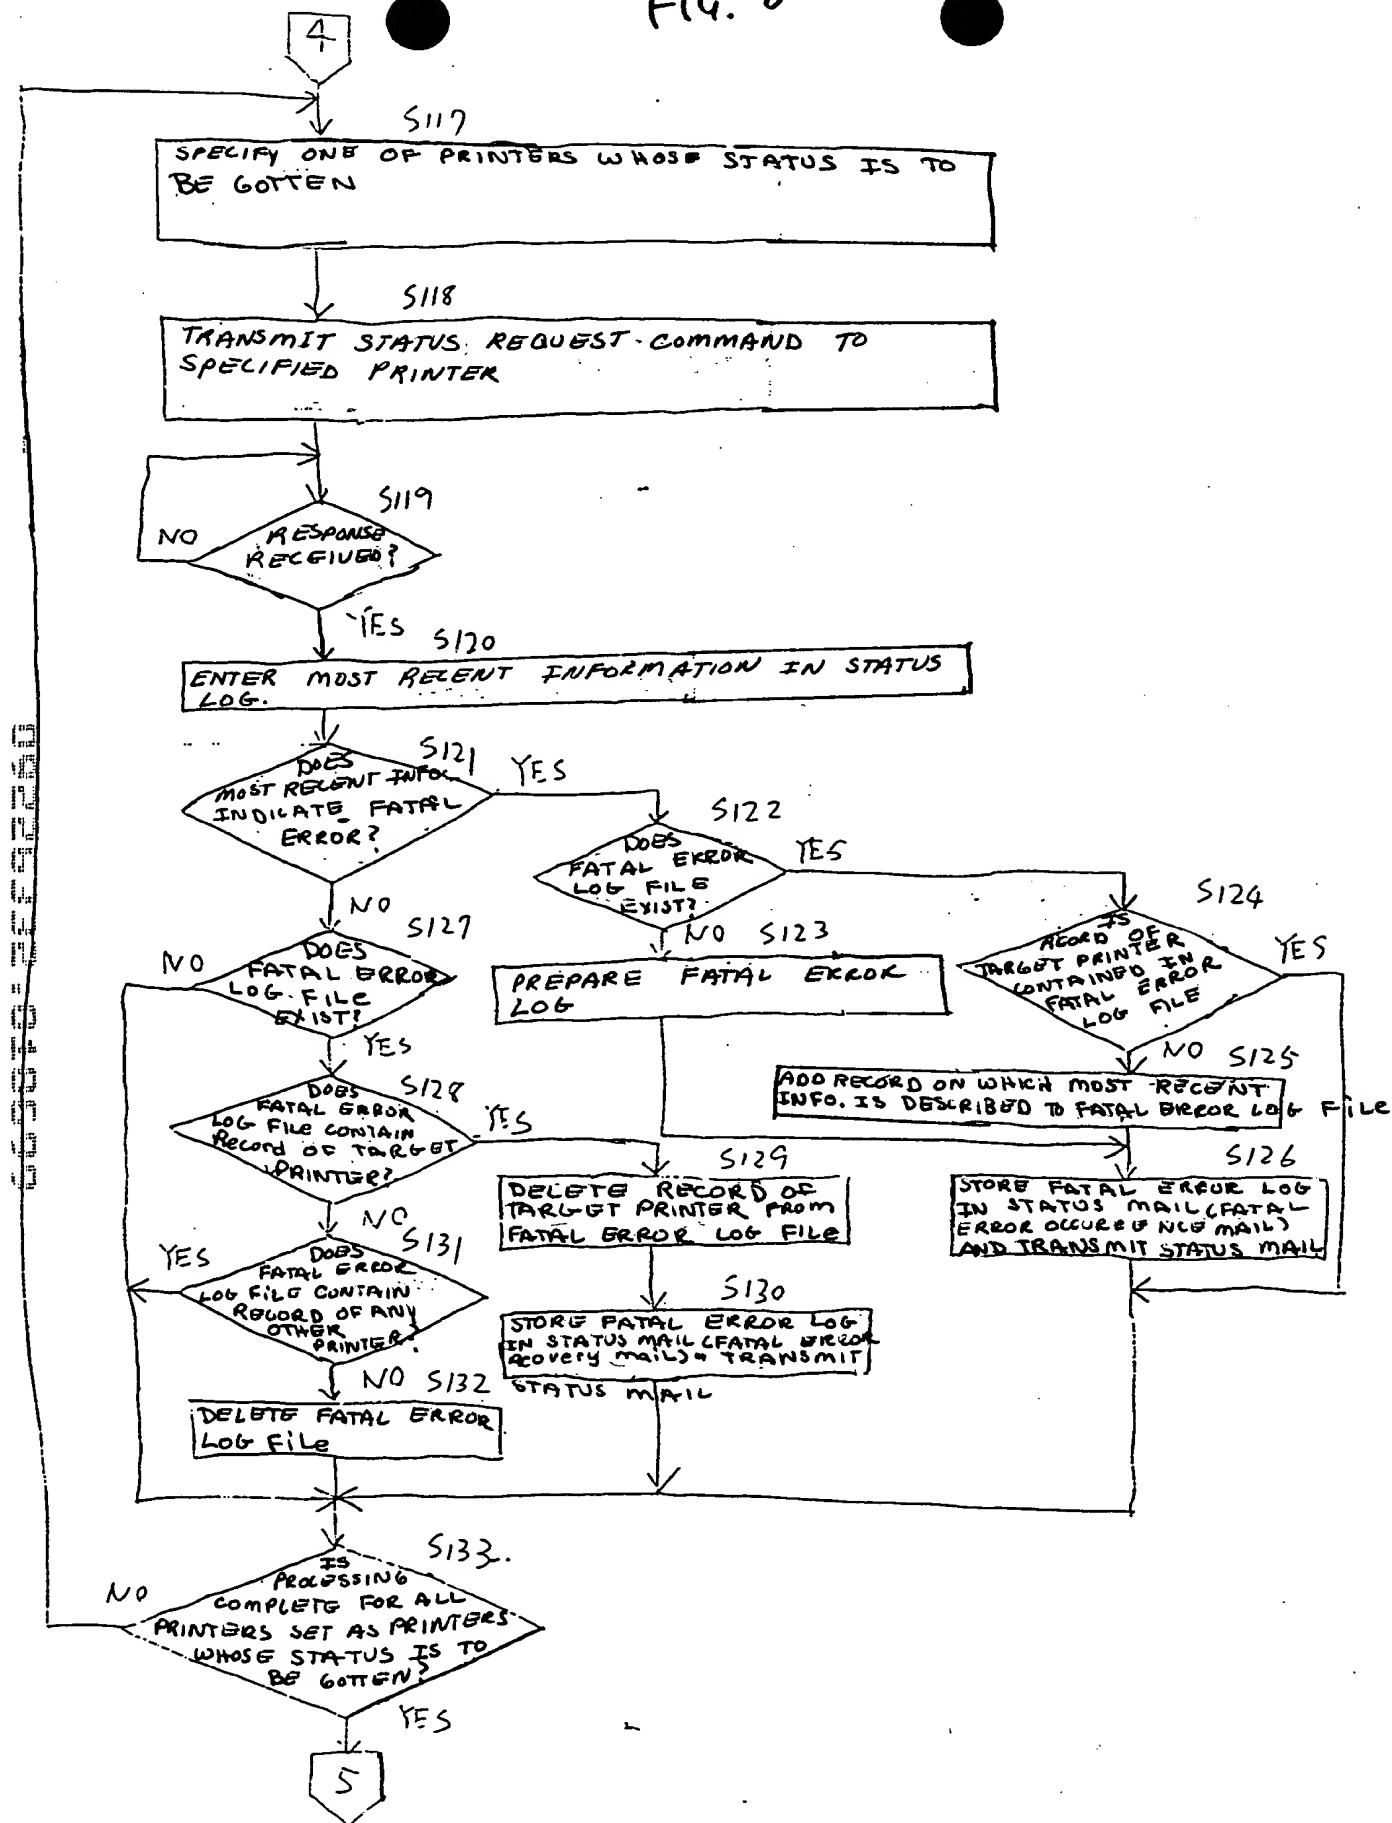 4
S117
SPECIFY ONE OF PRINTERS WHOSE STATUS IS TO
BE GOTTEN
S118
TRANSMIT STATUS REQUEST COMMAND TO
SPECIFIED PRINTER
S119
NO
RESPONSE
RECEIVED?
YES
S120
ENTER MOST RECENT INFORMATION IN STATUS
LOG.
S121
DOES
MOST RECENT INFO.
INDICATE FATAL
ERROR?
YES
S122
DOES
FATAL ERROR
LOG FILE
EXIST?
YES
S124
IS
RECORD OF
TARGET PRINTER
CONTAINED IN
FATAL ERROR
LOG FILE
YES
NO
S127
NO
DOES
FATAL ERROR
LOG FILE
EXIST?
NO
S123
PREPARE FATAL ERROR
LOG
YES
NO
S125
ADD RECORD ON WHICH MOST RECENT
INFO. IS DESCRIBED TO FATAL ERROR LOG FILE
S128
DOES
FATAL ERROR
LOG FILE CONTAIN
Record OF TARGET
PRINTER?
YES
S129
DELETE RECORD OF
TARGET PRINTER FROM
FATAL ERROR LOG FILE
S126
STORE FATAL ERROR LOG
IN STATUS MAIL (FATAL
ERROR OCCURRENCE MAIL)
AND TRANSMIT STATUS MAIL
NO
S131
YES
DOES
FATAL ERROR
LOG FILE CONTAIN
RECORD OF ANY
OTHER
PRINTER?
S130
STORE FATAL ERROR LOG
IN STATUS MAIL (FATAL ERROR
recovery mail) & TRANSMIT
STATUS MAIL
NO
S132
DELETE FATAL ERROR
LOG FILE
S133.
NO
IS
PROCESSING
COMPLETE FOR ALL
PRINTERS SET AS PRINTERS
WHOSE STATUS IS TO
BE GOTTEN?
YES
5